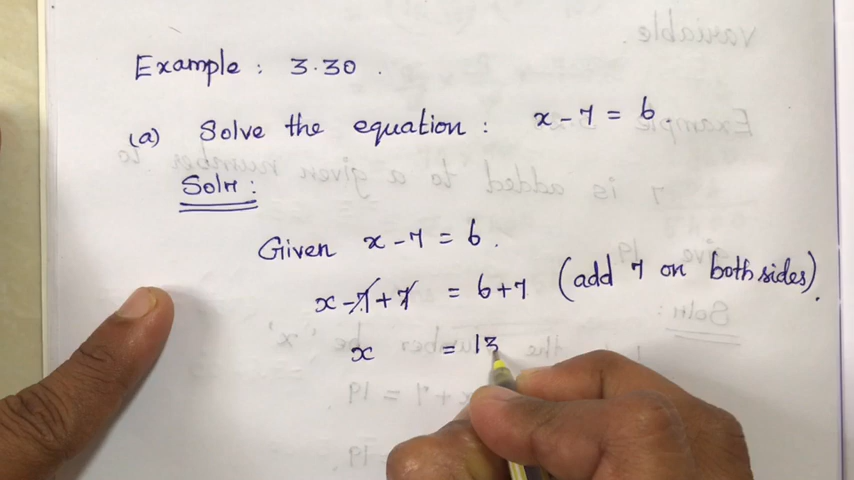 Example : 3.30 .
(a) Solve the equation : x - 7 = 6.
Soln :
Given x - 7 = 6 .
x - 7 + 7 = 6 + 7 (add 7 on both sides).
x = 13